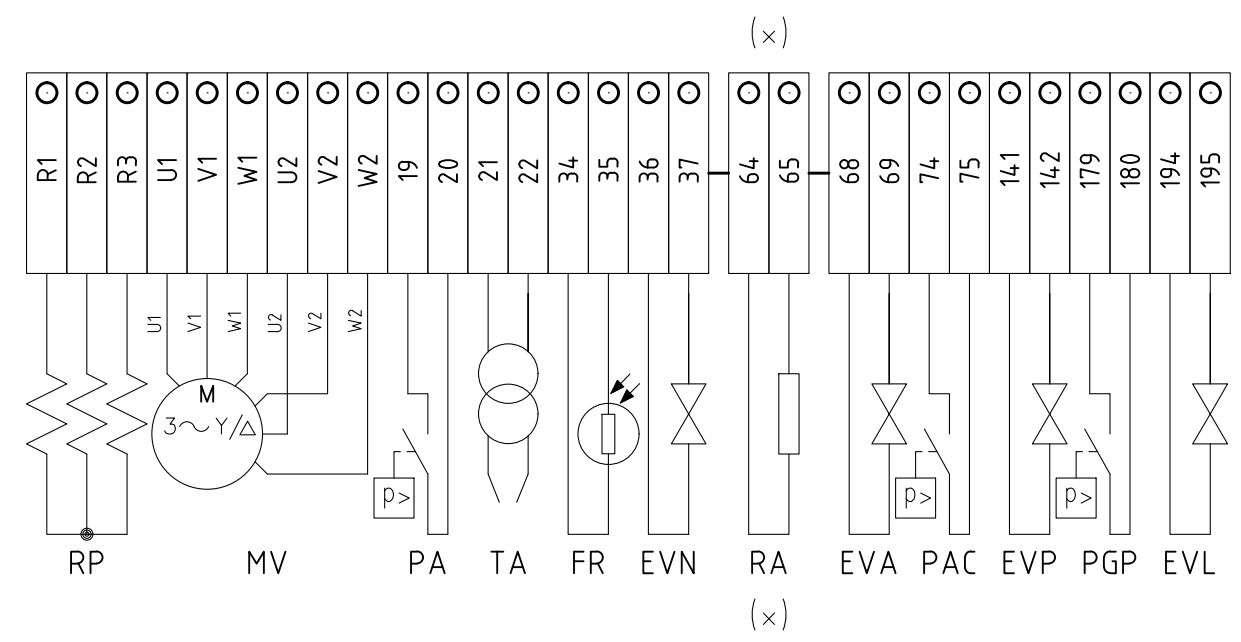 (x)
R1 R2 R3 U1 V1 W1 U2 V2 W2 19 20 21 22 34 35 36 37 64 65 68 69 74 75 141 142 179 180 194 195
U1 V1 W1 U2 V2 W2
M
3~ Y/△
p> p> p>
RP MV PA TA FR EVN RA EVA PAC EVP PGP EVL
(x)